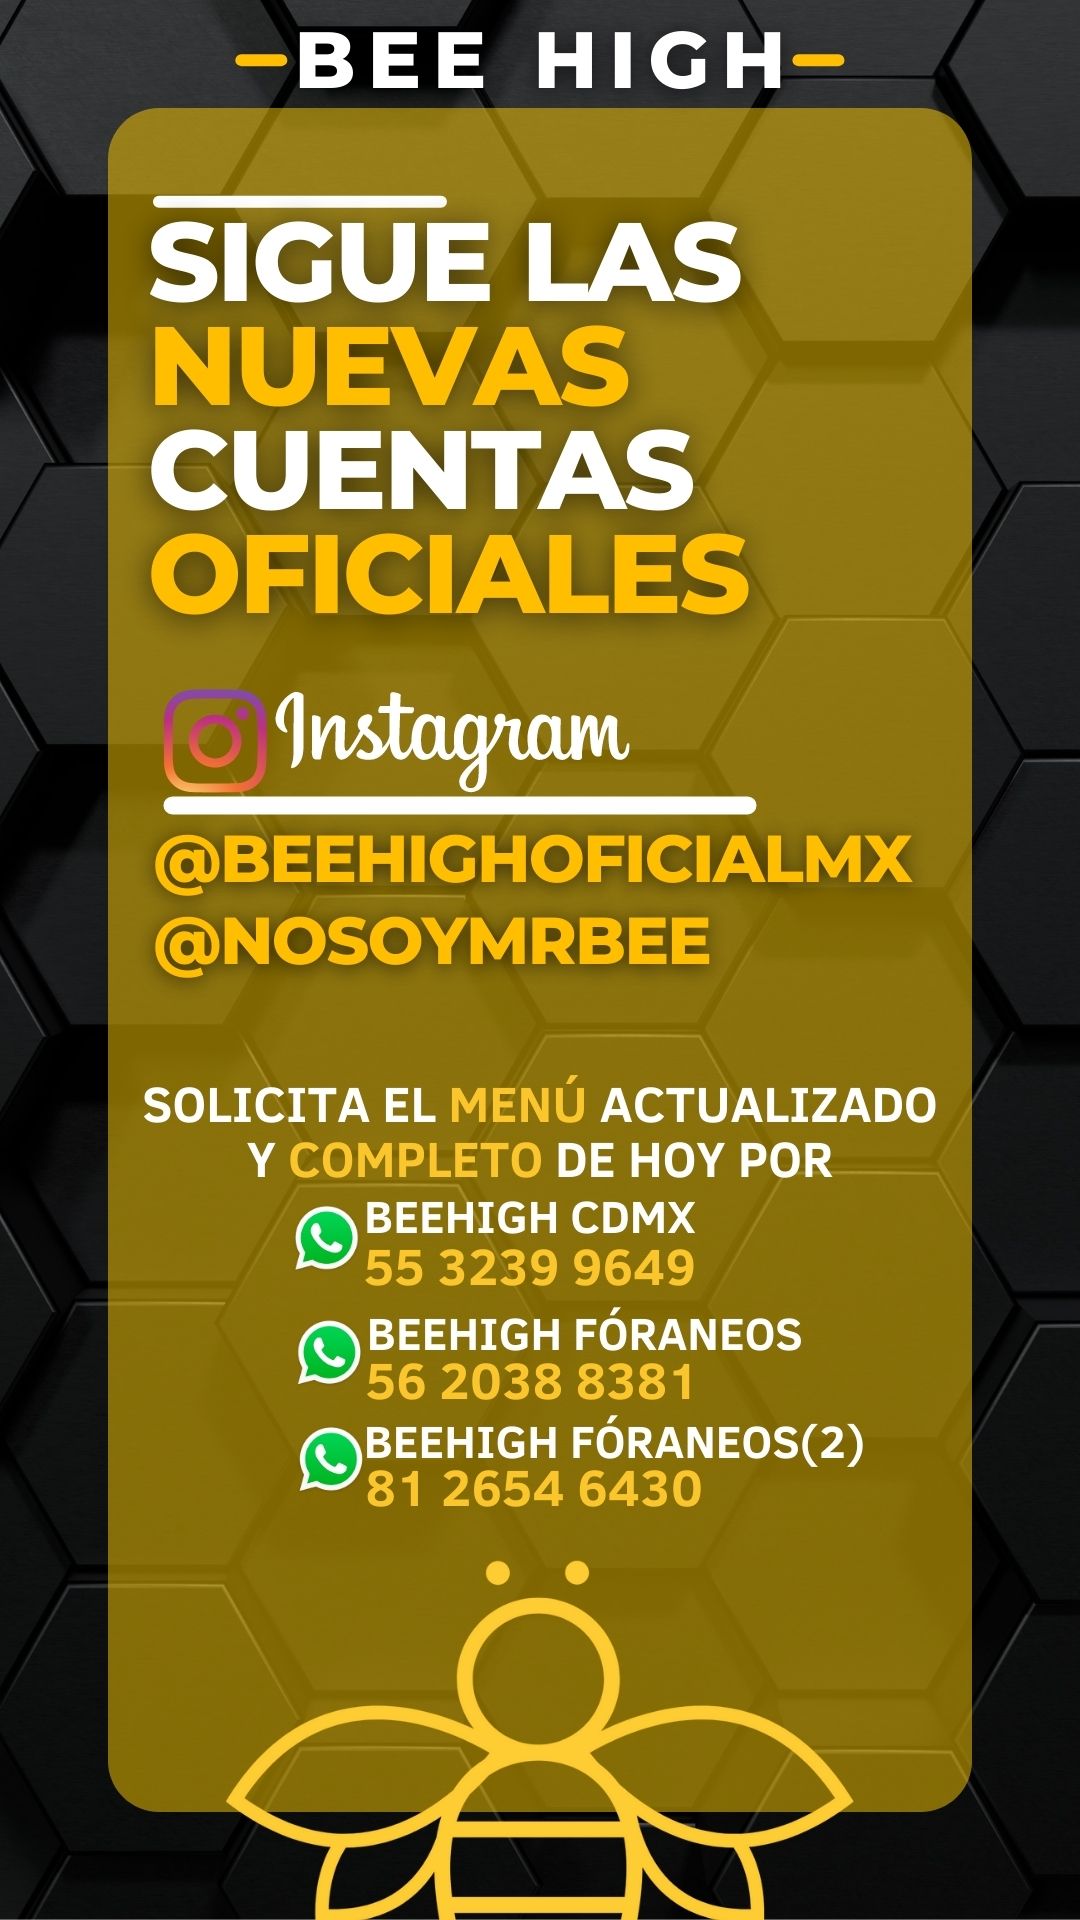 BEE HIGH
SIGUE LAS
NUEVAS
CUENTAS
OFICIALES
Instagram
@BEEHIGHOFICIALMX
@NOSOYMRBEE
SOLICITA EL MENÚ ACTUALIZADO
Y COMPLETO DE HOY POR
BEEHIGH CDMX
55 3239 9649
BEEHIGH FÓRANEOS
56 2038 8381
BEEHIGH FÓRANEOS(2)
81 2654 6430